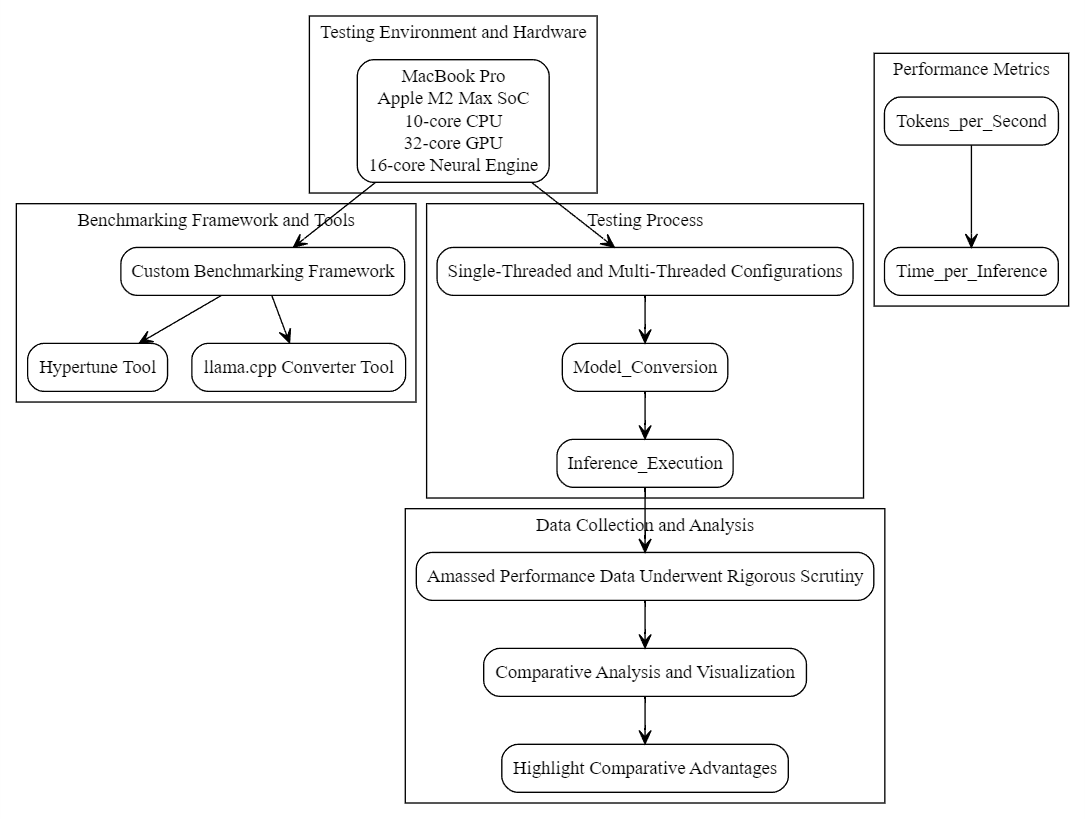 Testing Environment and Hardware
MacBook Pro
Apple M2 Max SoC
10-core CPU
32-core GPU
16-core Neural Engine
Performance Metrics
Tokens_per_Second
Time_per_Inference
Benchmarking Framework and Tools
Custom Benchmarking Framework
Hypertune Tool
llama.cpp Converter Tool
Testing Process
Single-Threaded and Multi-Threaded Configurations
Model_Conversion
Inference_Execution
Data Collection and Analysis
Amassed Performance Data Underwent Rigorous Scrutiny
Comparative Analysis and Visualization
Highlight Comparative Advantages